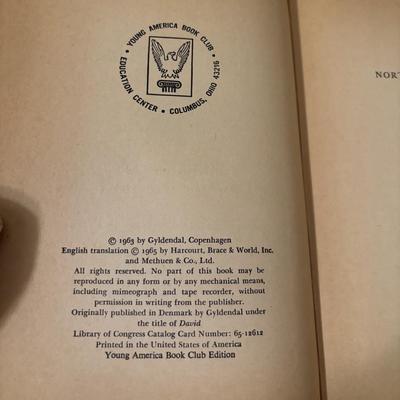 YOUNG AMERICA BOOK CLUB •
EDUCATION CENTER • COLUMBUS, OHIO 43216 •
NORT
© 1963 by Gyldendal, Copenhagen
English translation © 1965 by Harcourt, Brace & World, Inc.
and Methuen & Co., Ltd.
All rights reserved. No part of this book may be
reproduced in any form or by any mechanical means,
including mimeograph and tape recorder, without
permission in writing from the publisher.
Originally published in Denmark by Gyldendal under
the title of David
Library of Congress Catalog Card Number: 65-12612
Printed in the United States of America
Young America Book Club Edition